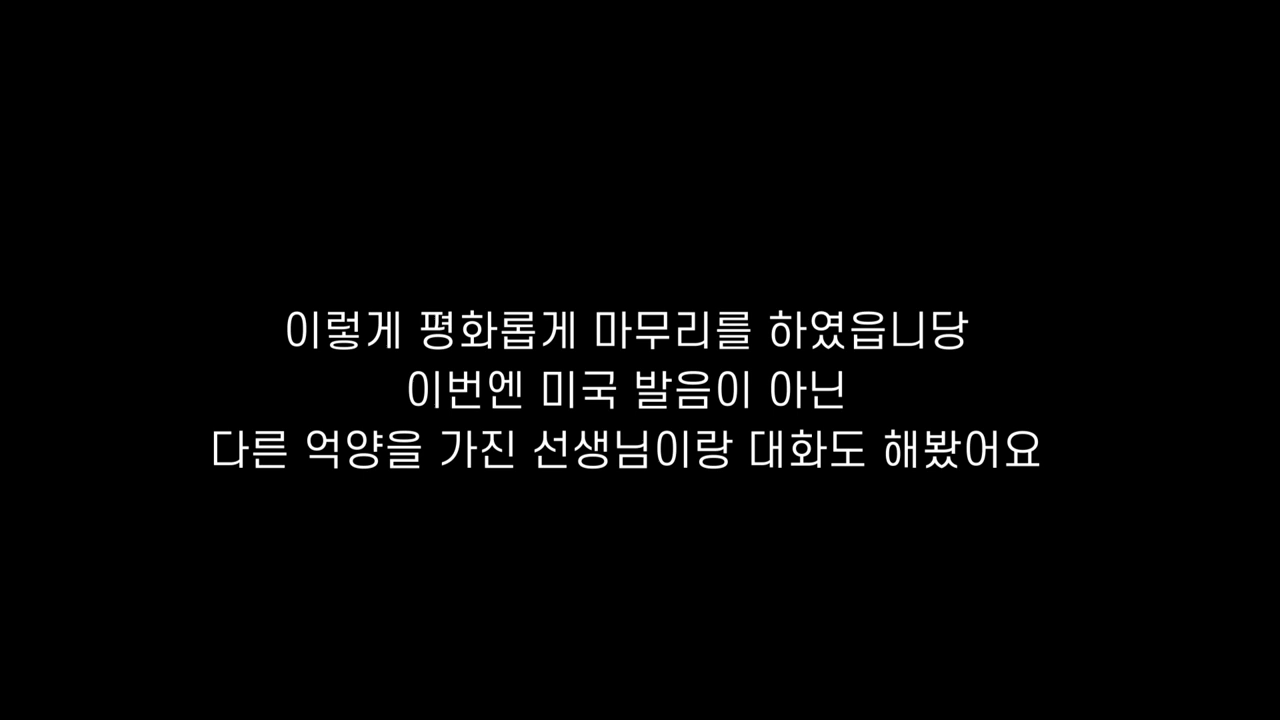 이렇게 평화롭게 마무리를 하였읍니당
이번엔 미국 발음이 아닌
다른 억양을 가진 선생님이랑 대화도 해봤어요